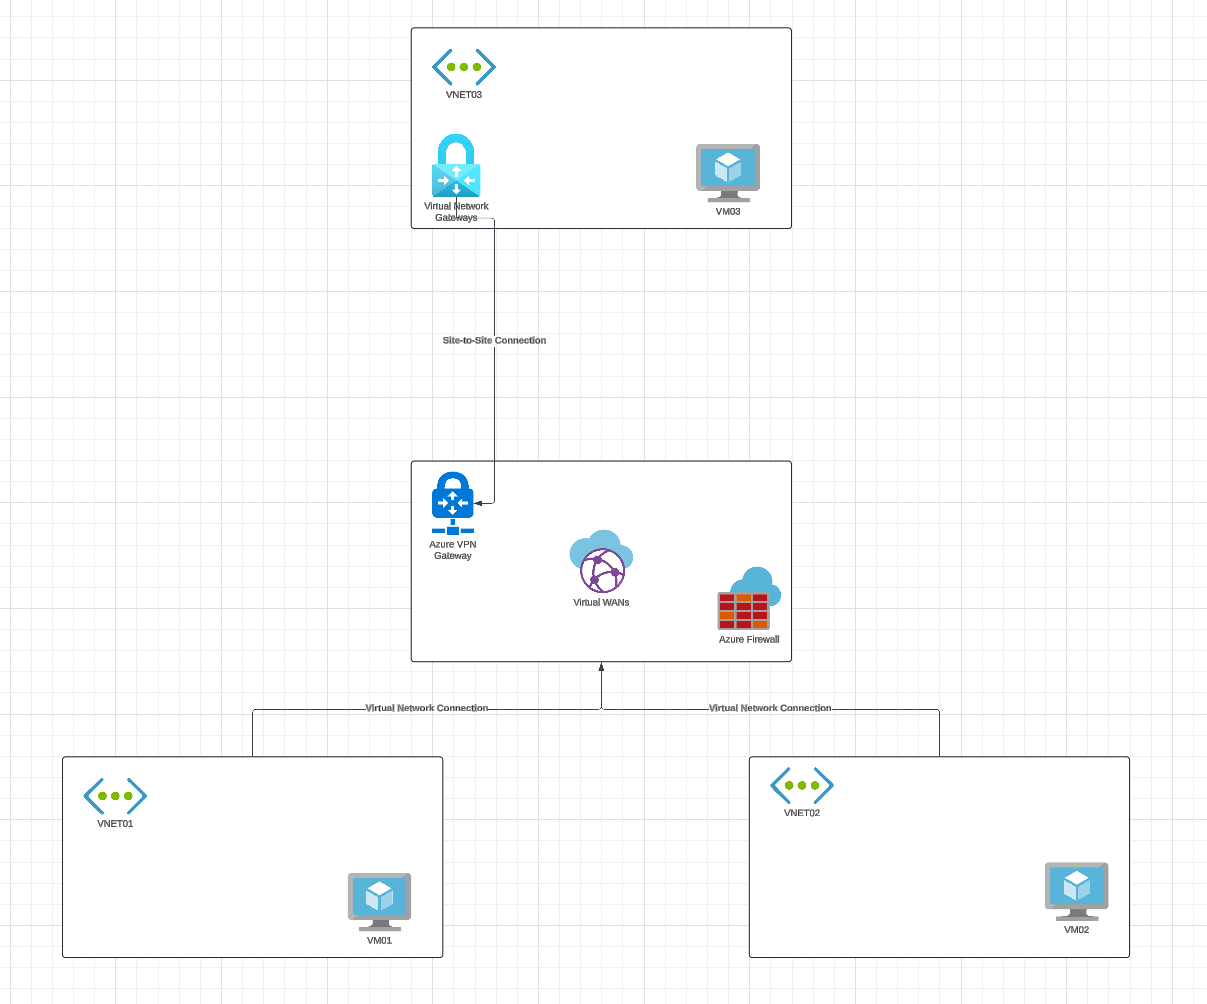 VNET03
Virtual Network
Gateways
VM03
Site-to-Site Connection
Azure VPN
Gateway
Virtual WANs
Azure Firewall
Virtual Network Connection
Virtual Network Connection
VNET01
VM01
VNET02
VM02